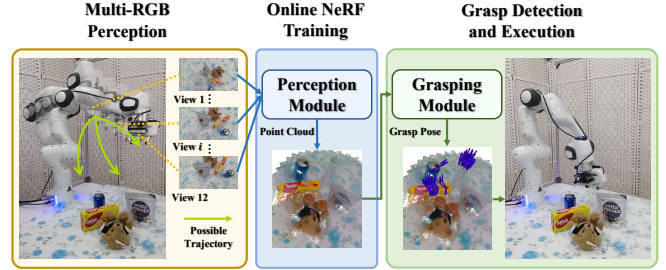 Multi-RGB
Perception
Online NeRF
Training
Grasp Detection
and Execution
View 1
View i
View 12
Possible
Trajectory
Perception
Module
Point Cloud
Grasping
Module
Grasp Pose